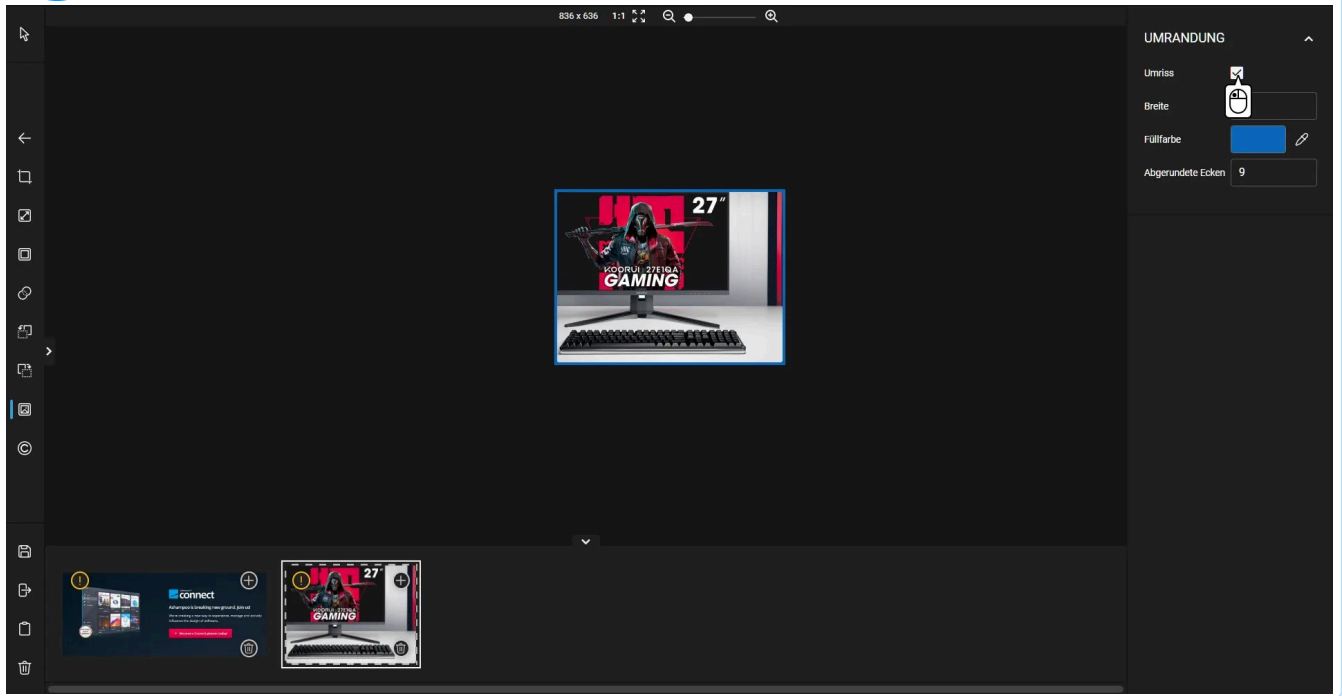 836 x 636 1:1
UMRANDUNG
Umriss
Breite
Füllfarbe
Abgerundete Ecken 9
27"
KOORUI 27E1QA
GAMING
connect
Ashampoo is breaking new ground, join us!
27"
KOORUI 27E1QA
GAMING